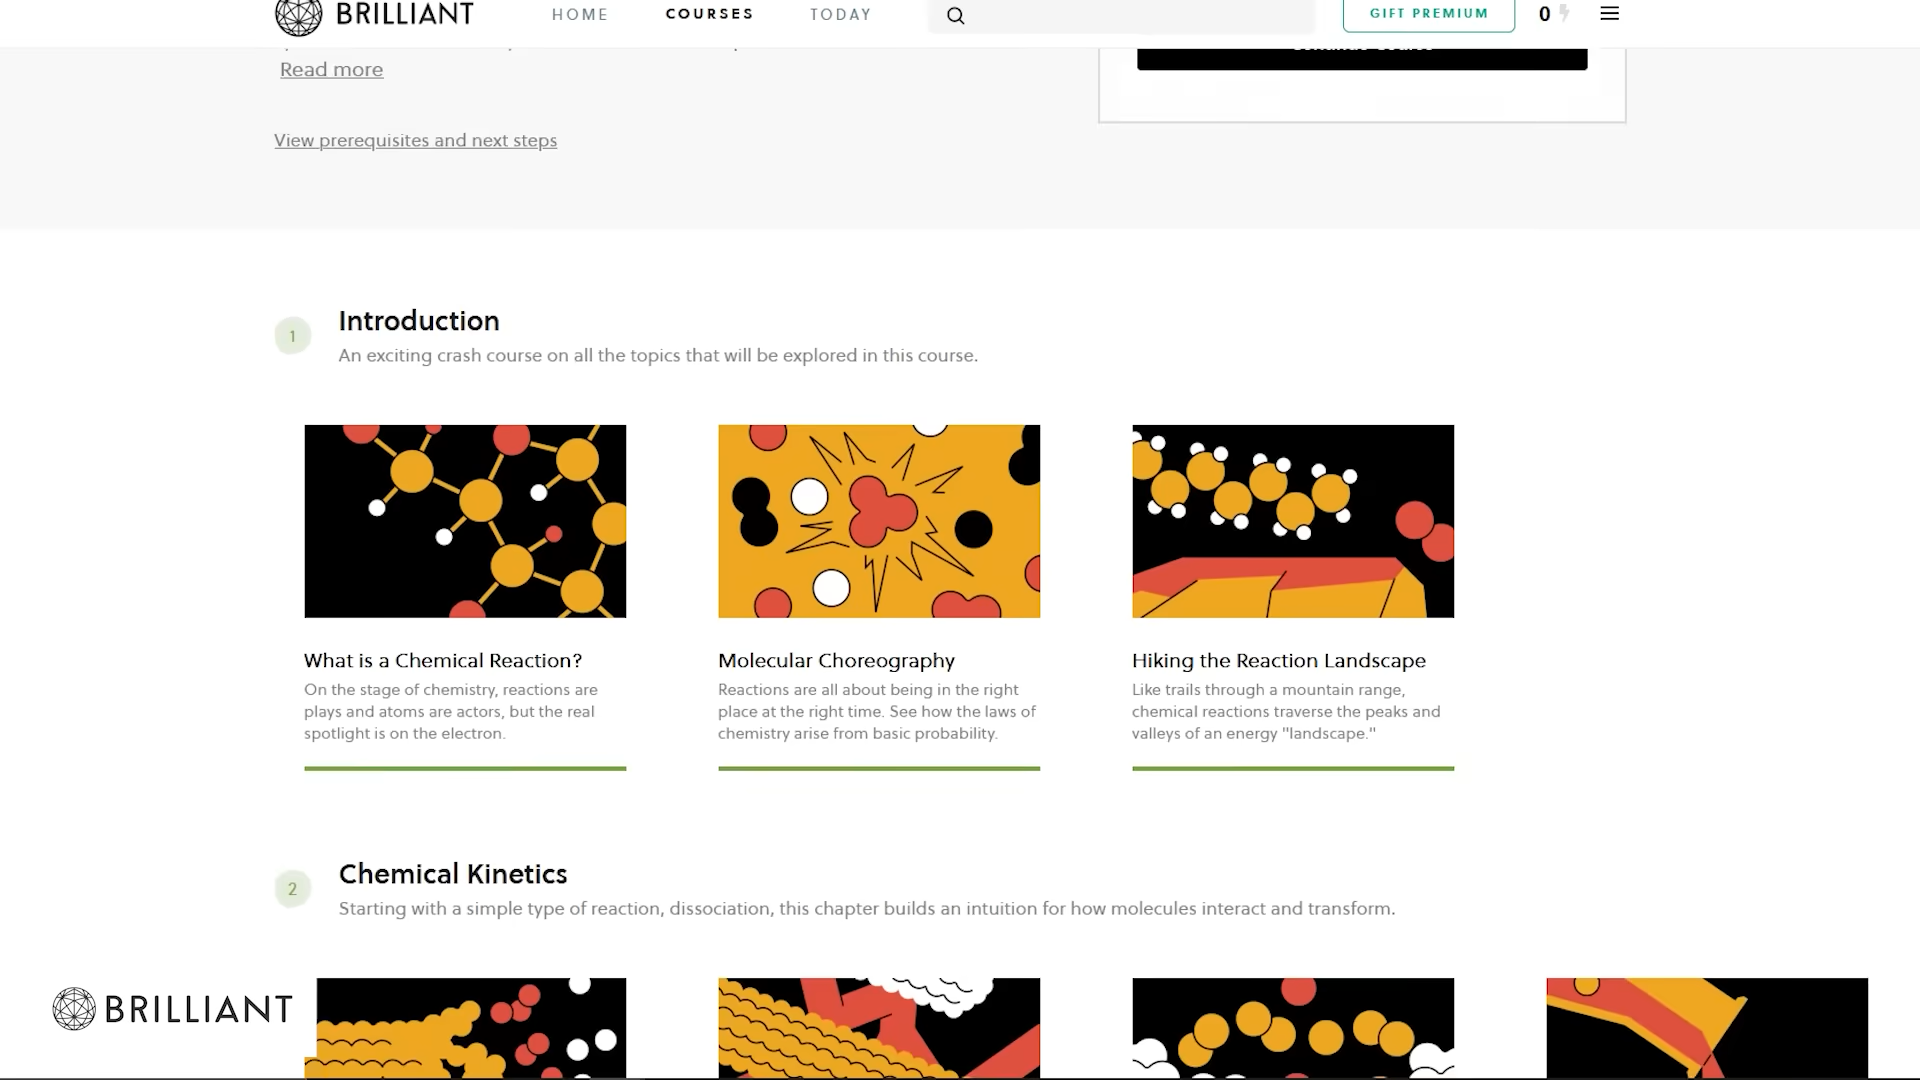 BRILLIANT
HOME COURSES TODAY
GIFT PREMIUM 0
Read more
View prerequisites and next steps
1 Introduction
An exciting crash course on all the topics that will be explored in this course.
What is a Chemical Reaction?
On the stage of chemistry, reactions are
plays and atoms are actors, but the real
spotlight is on the electron.
Molecular Choreography
Reactions are all about being in the right
place at the right time. See how the laws of
chemistry arise from basic probability.
Hiking the Reaction Landscape
Like trails through a mountain range,
chemical reactions traverse the peaks and
valleys of an energy "landscape."
2 Chemical Kinetics
Starting with a simple type of reaction, dissociation, this chapter builds an intuition for how molecules interact and transform.
BRILLIANT